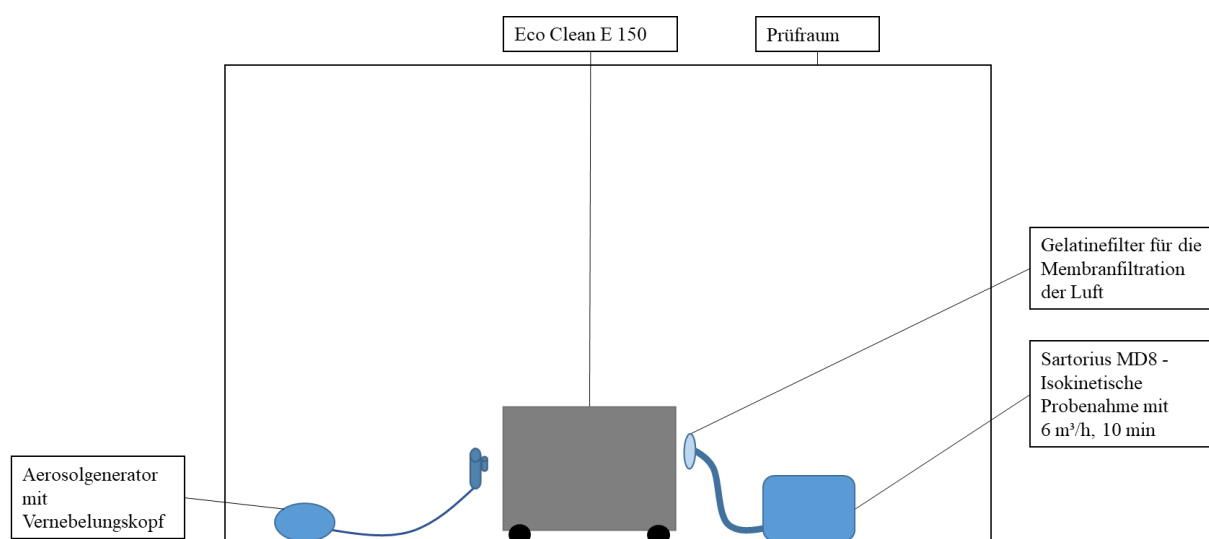 Eco Clean E 150
Prüfraum
Gelatinefilter für die
Membranfiltration
der Luft
Sartorius MD8 -
Isokinetische
Probenahme mit
6 m³/h, 10 min
Aerosolgenerator
mit
Vernebelungskopf